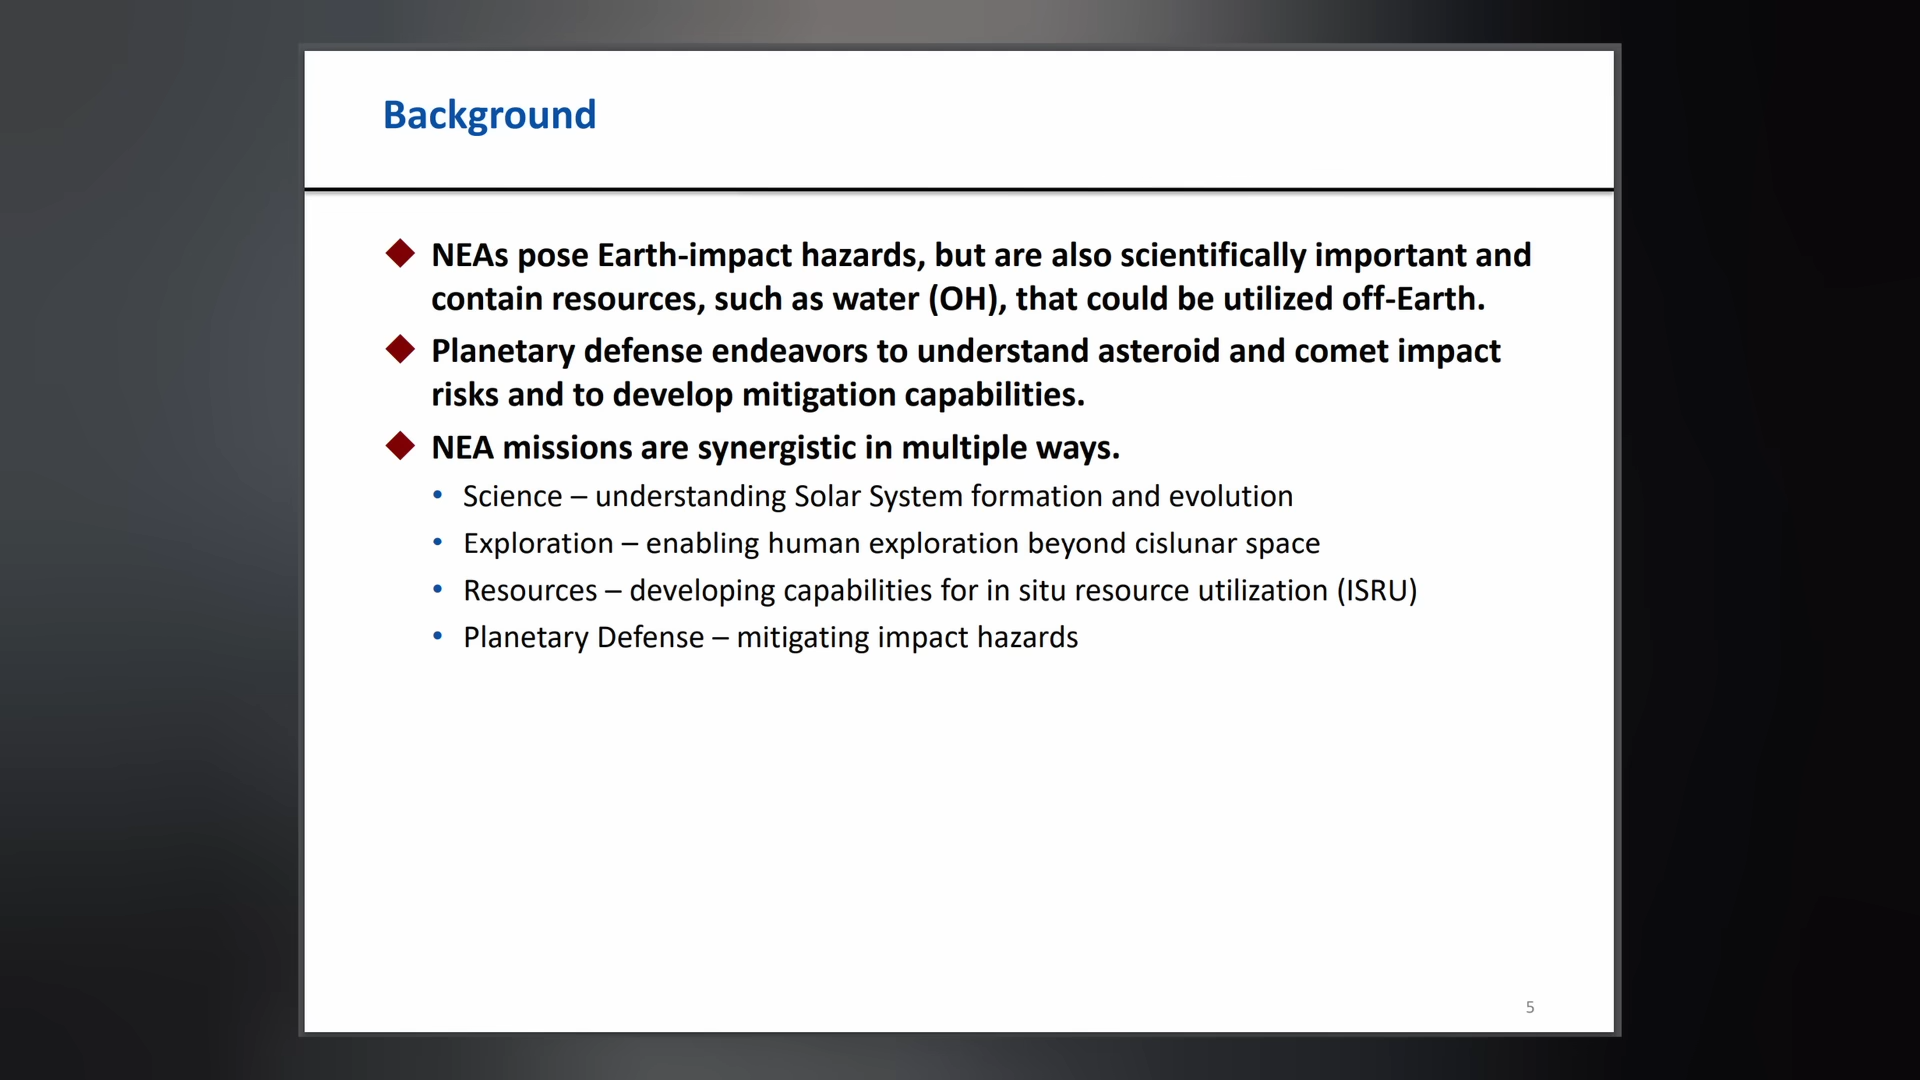 Background
◆ NEAs pose Earth-impact hazards, but are also scientifically important and
contain resources, such as water (OH), that could be utilized off-Earth.
◆ Planetary defense endeavors to understand asteroid and comet impact
risks and to develop mitigation capabilities.
◆ NEA missions are synergistic in multiple ways.
• Science – understanding Solar System formation and evolution
• Exploration – enabling human exploration beyond cislunar space
• Resources – developing capabilities for in situ resource utilization (ISRU)
• Planetary Defense – mitigating impact hazards
5